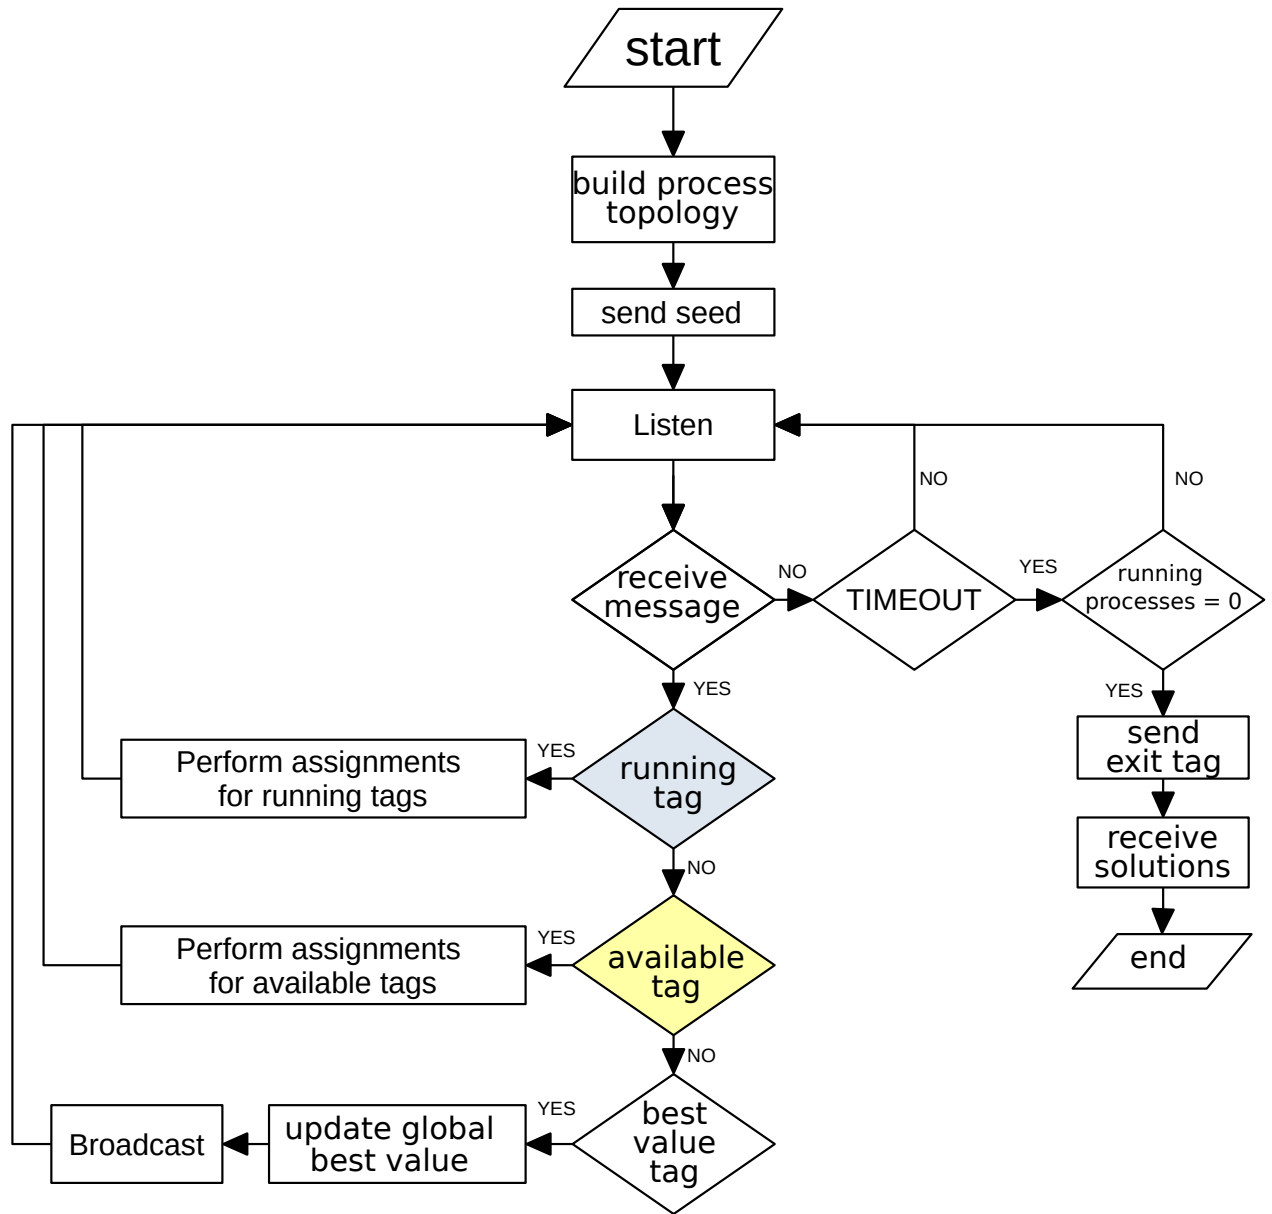 start
build process
topology
send seed
Listen
NO
NO
receive
message
NO
TIMEOUT
YES
running
processes = 0
YES
YES
send
exit tag
Perform assignments
for running tags
YES
running
tag
receive
solutions
NO
Perform assignments
for available tags
YES
available
tag
end
NO
Broadcast
update global
best value
YES
best
value
tag